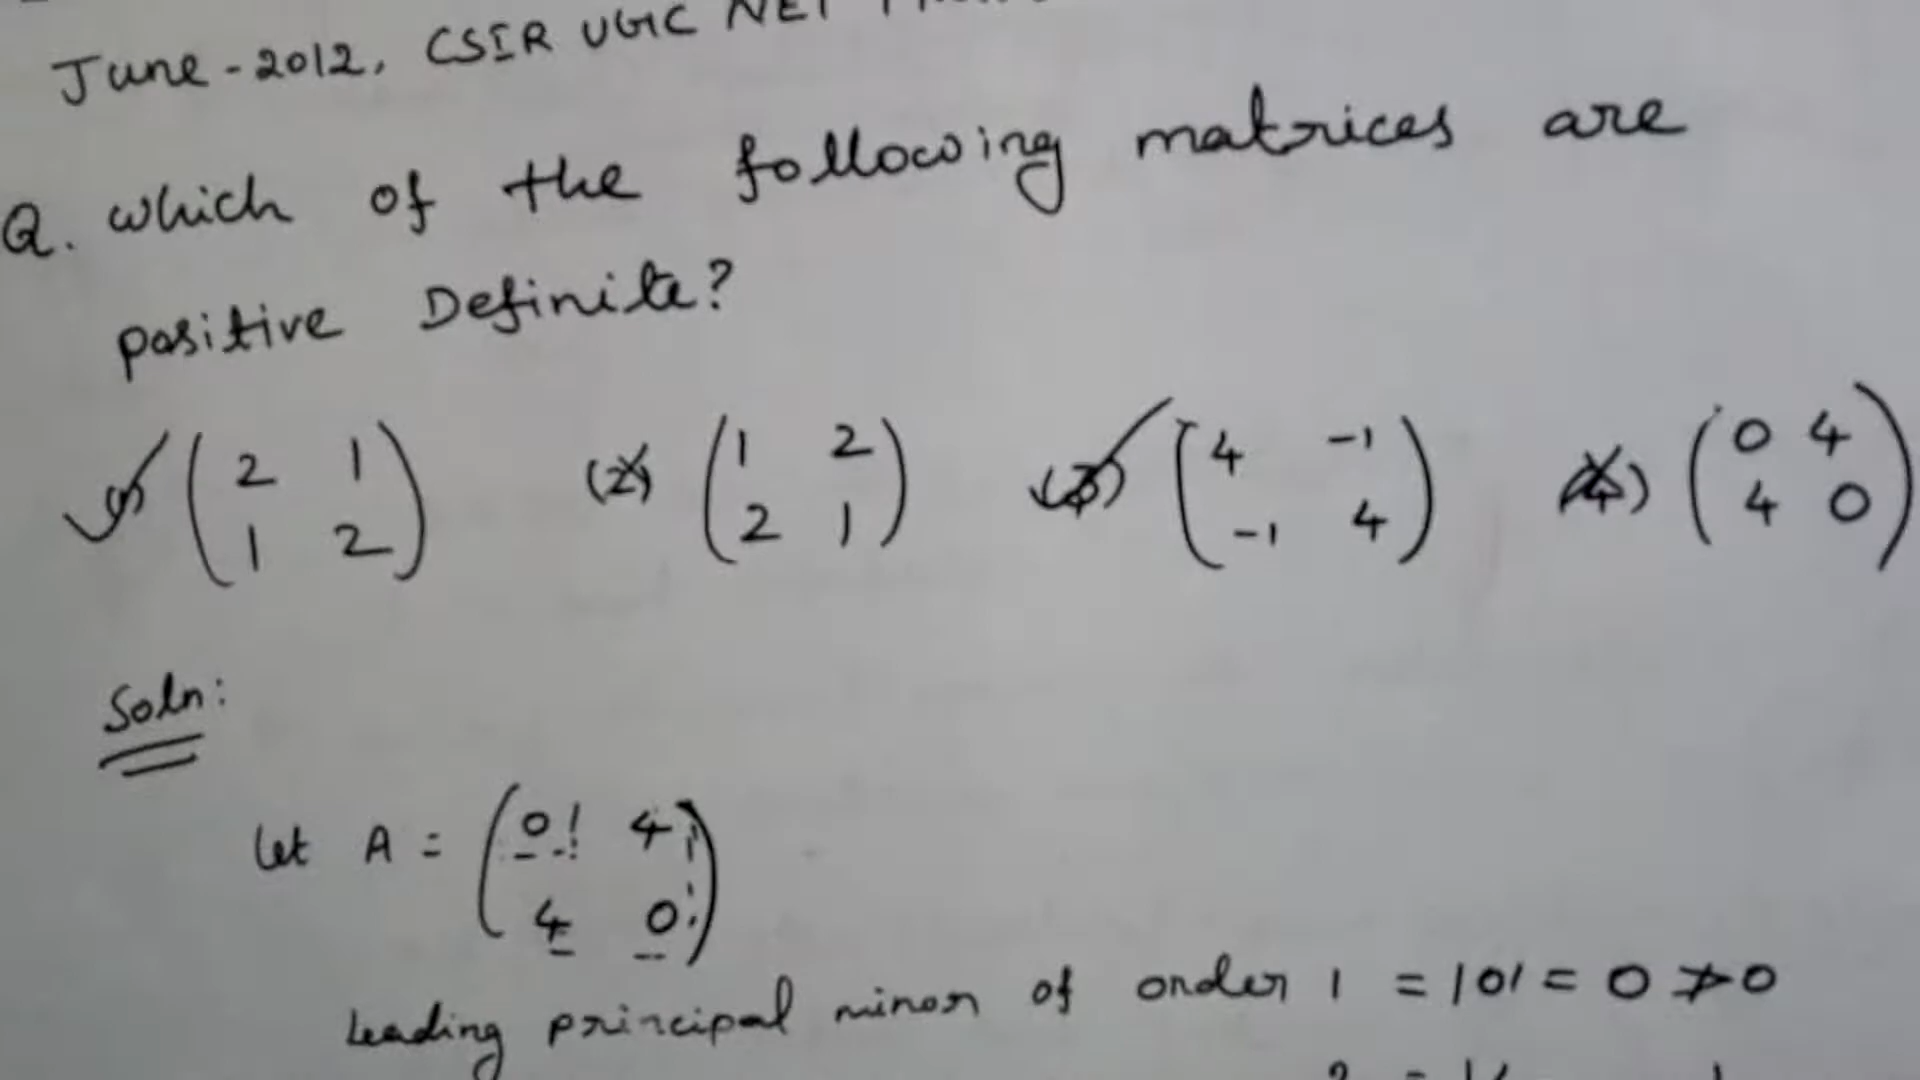 June-2012, CSIR UGC NET
Q. which of the following matrices are
positive Definite?
(1) (2 1 (2) (1 2 (3) (4 -1 (4) (0 4
1 2) 2 1) -1 4) 4 0)
Soln:
Let A = (0 4
4 0)
Leading principal minor of order 1 = |0| = 0 ≯ 0